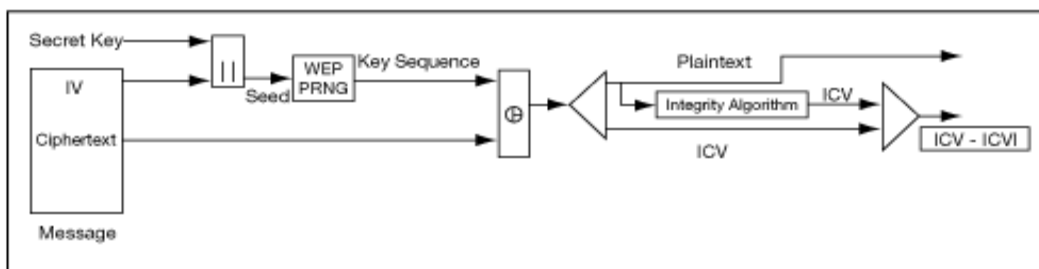 Secret Key
IV
Ciphertext
Message
||
Seed
WEP
PRNG
Key Sequence
⊕
Plaintext
Integrity Algorithm
ICV
ICV
ICV - ICVI